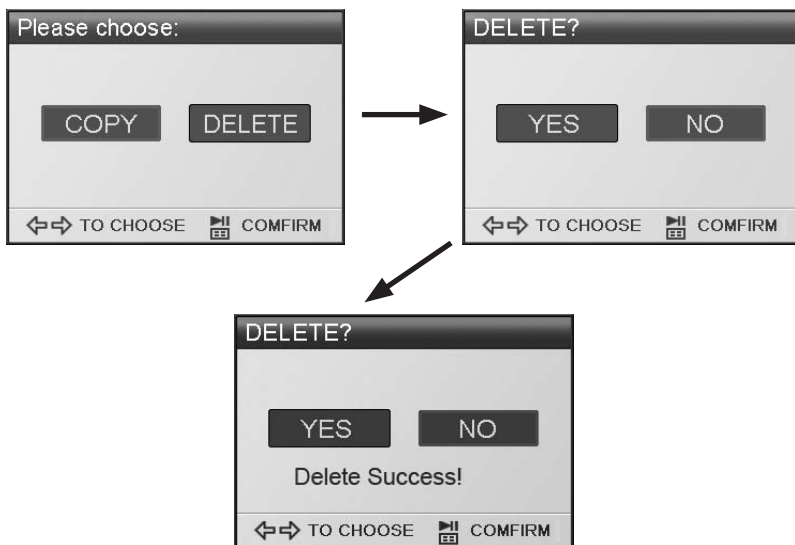 Please choose:
COPY DELETE
TO CHOOSE COMFIRM
DELETE?
YES NO
TO CHOOSE COMFIRM
DELETE?
YES NO
Delete Success!
TO CHOOSE COMFIRM